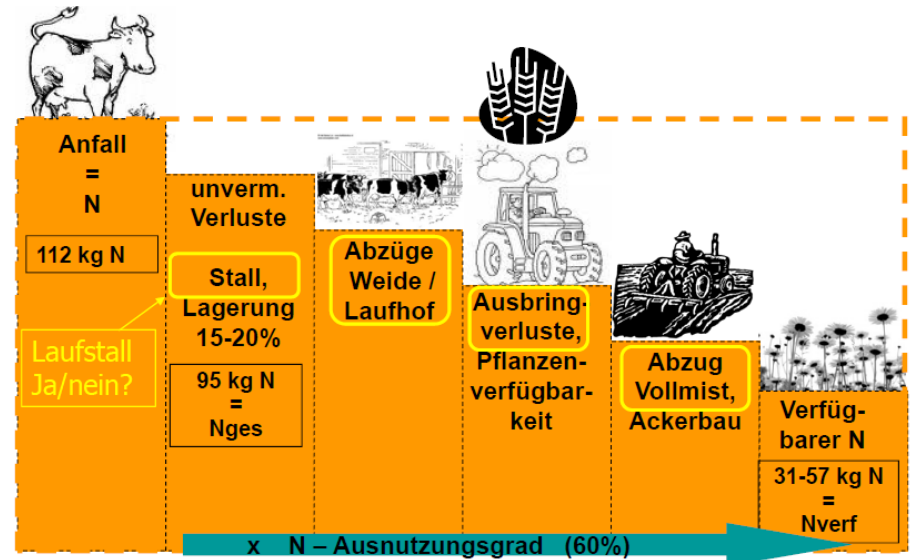 Anfall
=
N
112 kg N
Laufstall
Ja/nein?
unverm.
Verluste
Stall,
Lagerung
15-20%
95 kg N
=
Nges
Abzüge
Weide /
Laufhof
Ausbring-
verluste,
Pflanzen-
verfügbar-
keit
Abzug
Vollmist,
Ackerbau
Verfüg-
barer N
31-57 kg N
=
Nverf
x N – Ausnutzungsgrad (60%)